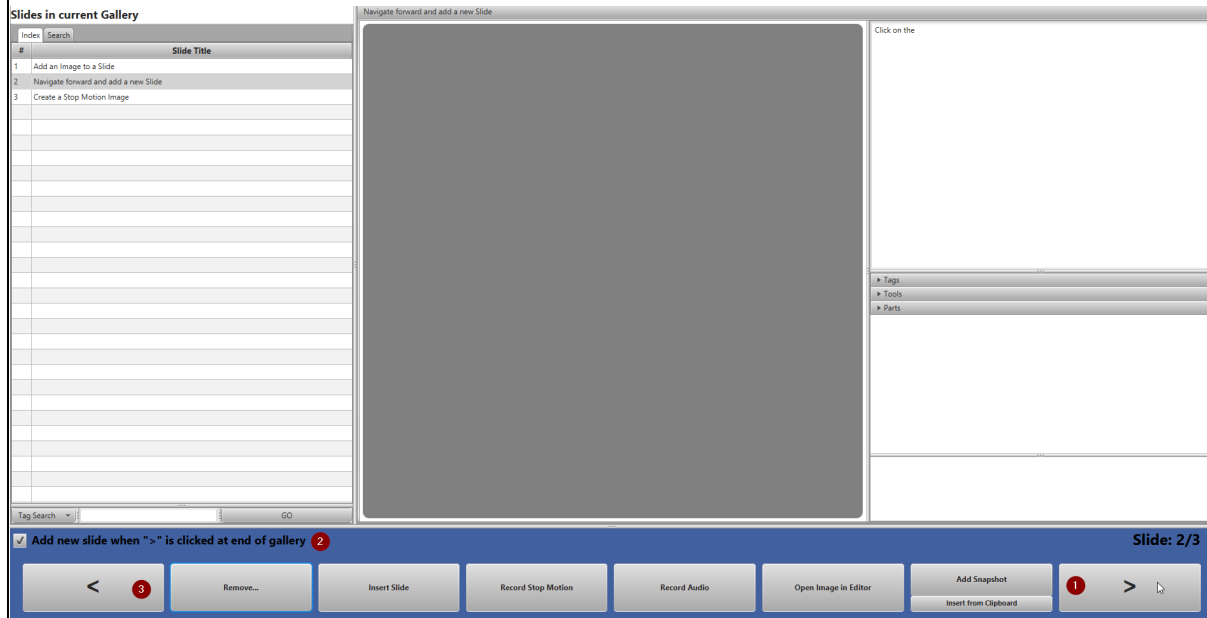 Slides in current Gallery
Index Search
# Slide Title
1 Add an Image to a Slide
2 Navigate forward and add a new Slide
3 Create a Stop Motion Image
Tag Search
GO
Navigate forward and add a new Slide
Click on the
Tags
Tools
Parts
Add new slide when ">" is clicked at end of gallery 2
Slide: 2/3
< 3
Remove...
Insert Slide
Record Stop Motion
Record Audio
Open Image in Editor
Add Snapshot
Insert from Clipboard
1 >